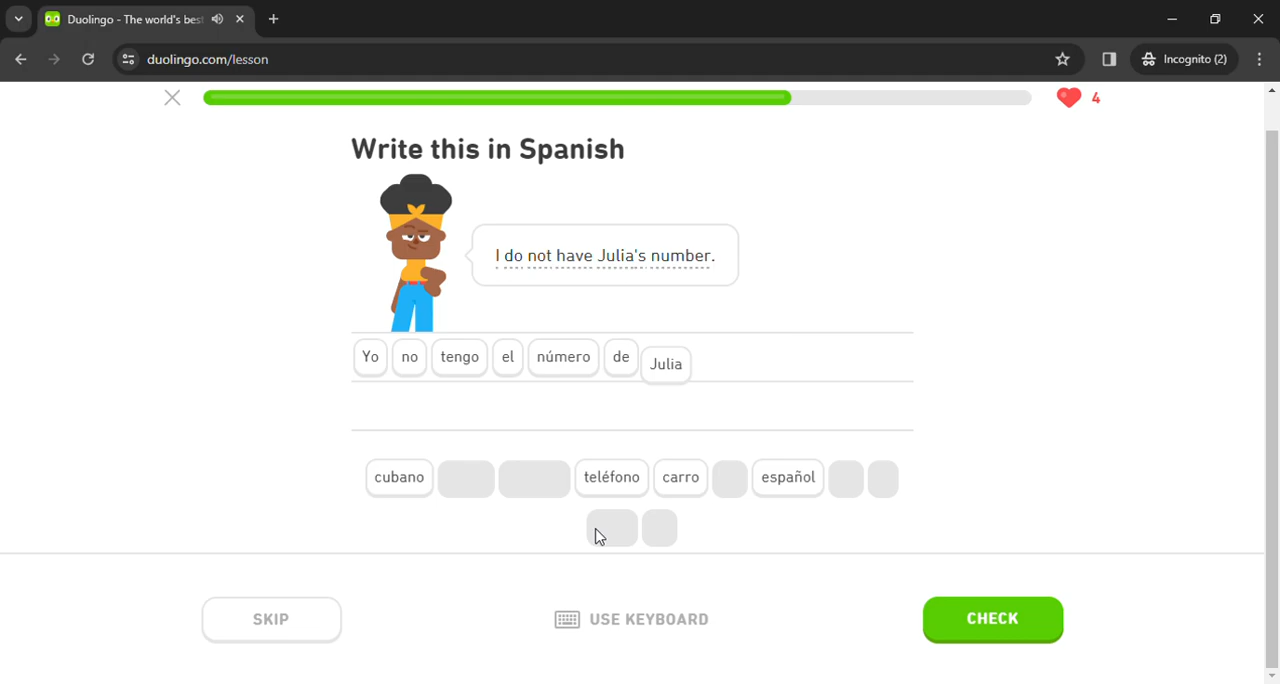 Duolingo - The world's bes
duolingo.com/lesson
Incognito (2)
4
Write this in Spanish
I do not have Julia's number.
Yo no tengo el número de Julia
cubano teléfono carro español
SKIP
USE KEYBOARD
CHECK